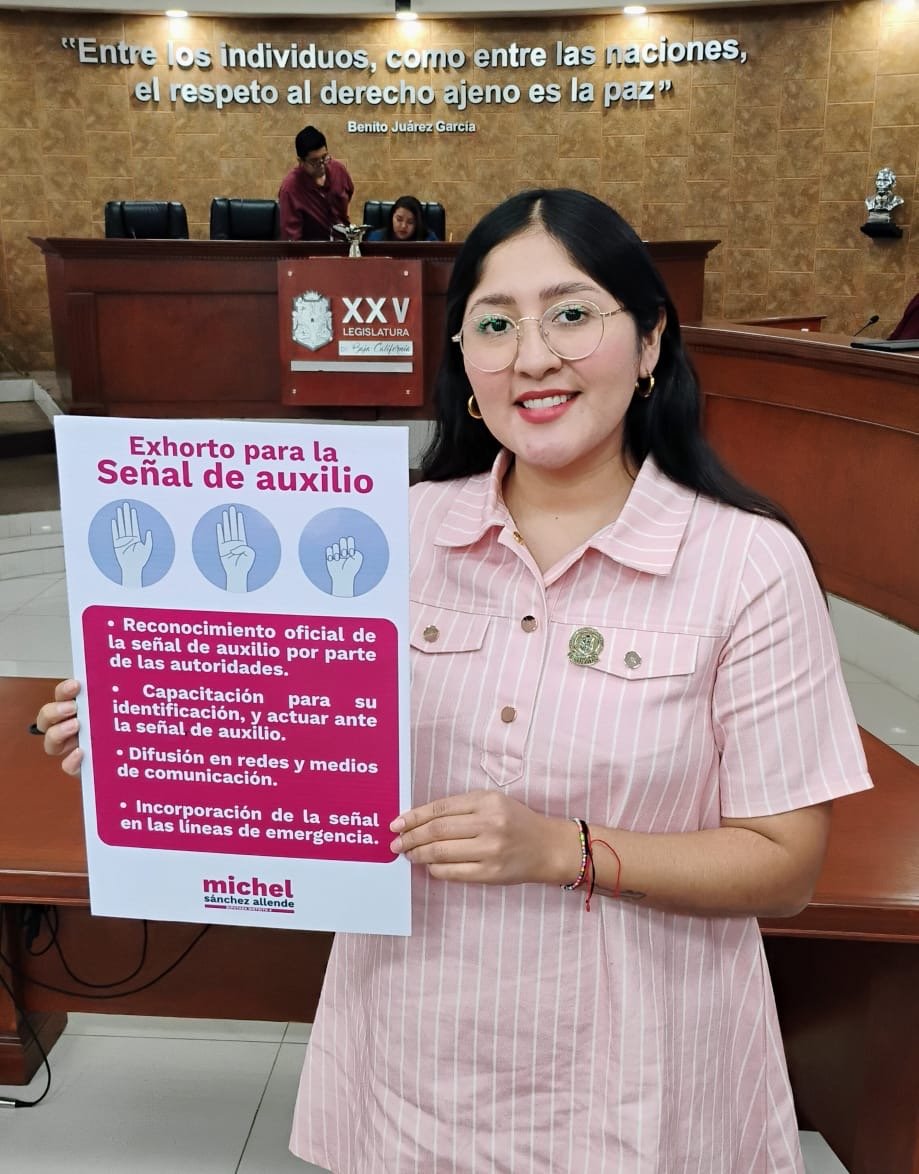 “Entre los individuos, como entre las naciones,
el respeto al derecho ajeno es la paz”
Benito Juárez García
XXV
LEGISLATURA
DE Baja California
Exhorto para la
Señal de auxilio
• Reconocimiento oficial de
la señal de auxilio por parte
de las autoridades.
• Capacitación para su
identificación, y actuar ante
la señal de auxilio.
• Difusión en redes y medios
de comunicación.
• Incorporación de la señal
en las líneas de emergencia.
michel
sánchez allende